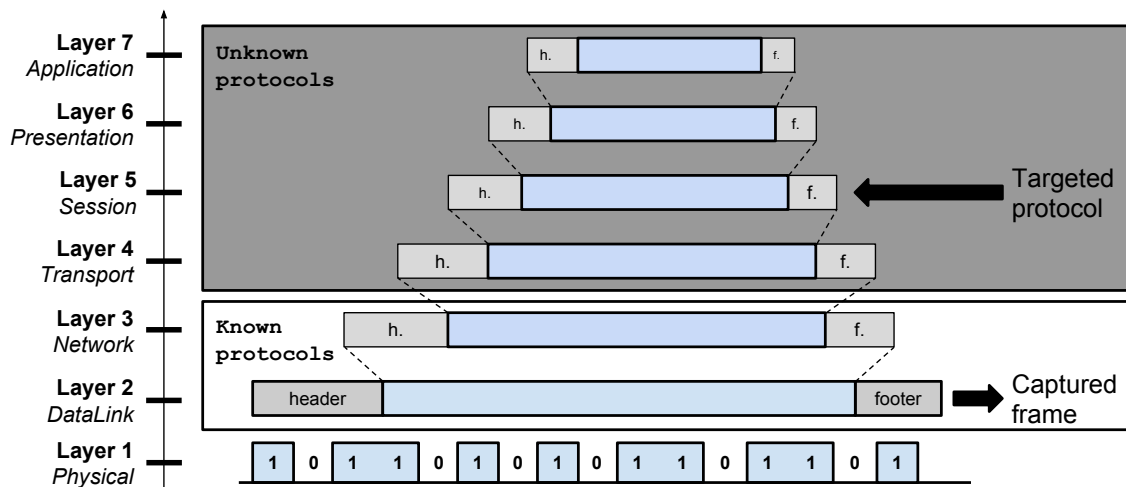 Layer 7
Application
Unknown
protocols
h.
f.
Layer 6
Presentation
h.
f.
Layer 5
Session
h.
f.
Targeted
protocol
Layer 4
Transport
h.
f.
Layer 3
Network
Known
protocols
h.
f.
Layer 2
DataLink
header
footer
Captured
frame
Layer 1
Physical
1 0 1 1 0 1 0 1 0 1 1 0 1 1 0 1